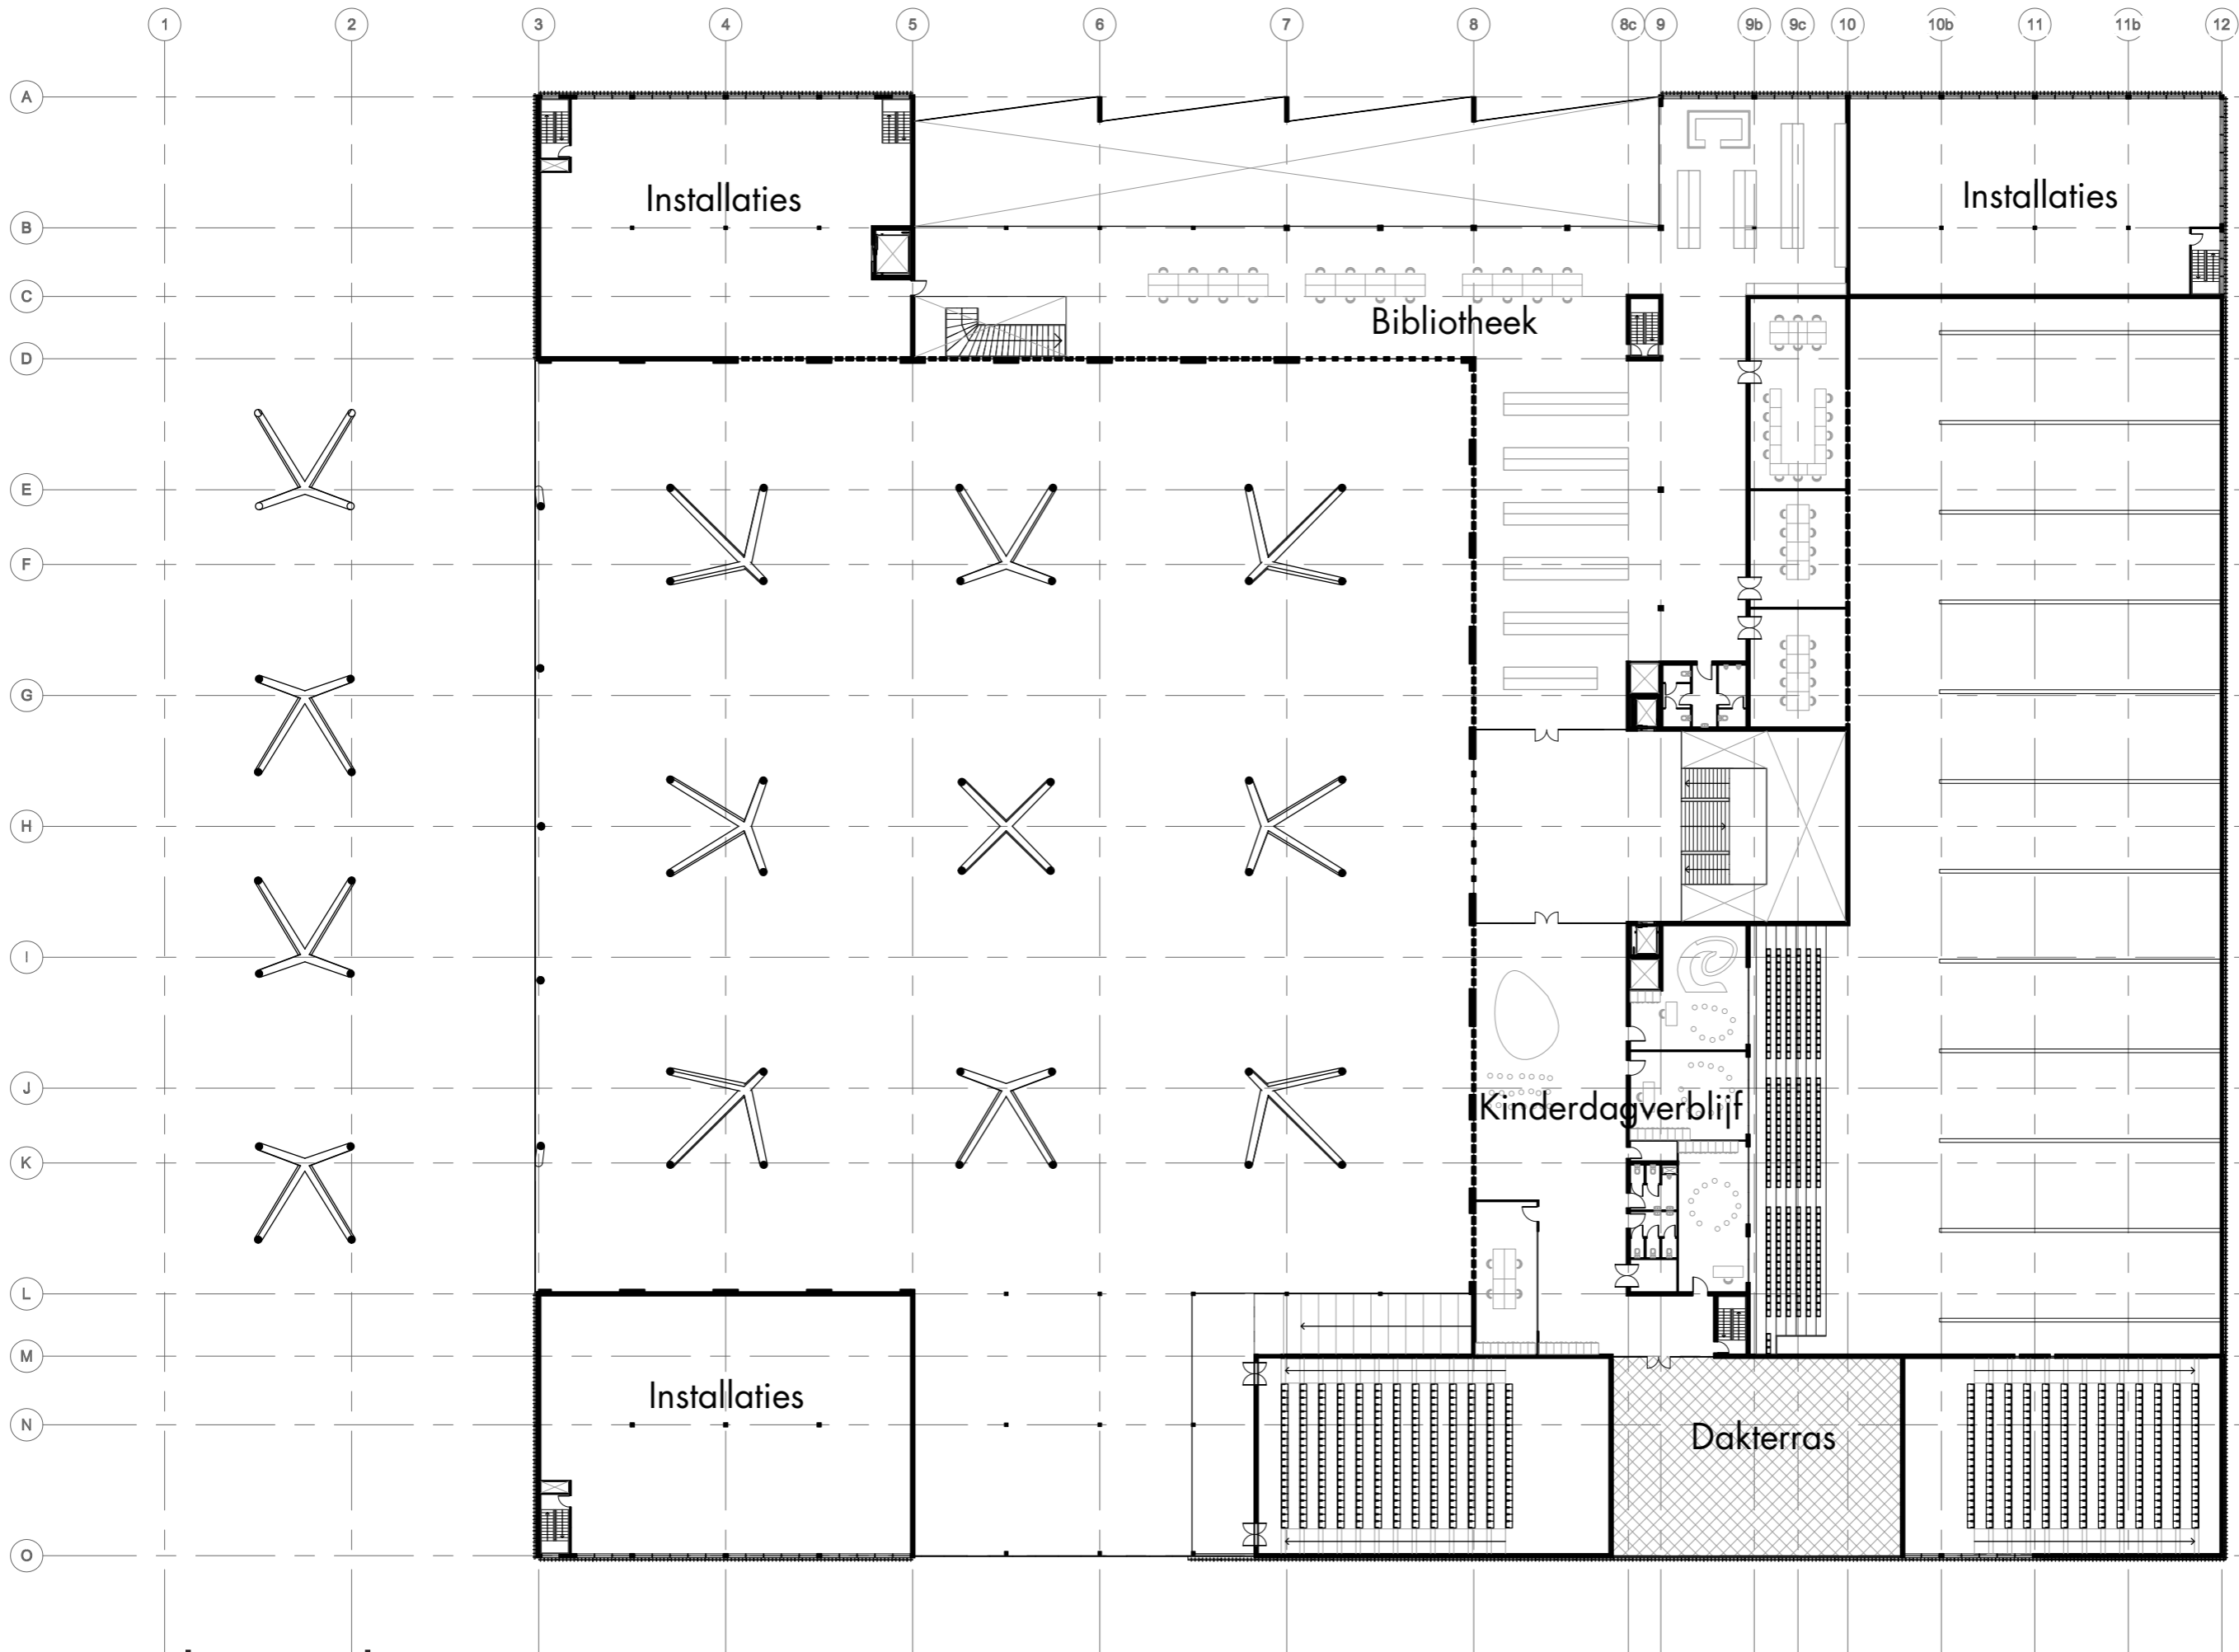 1 2 3 4 5 6 7 8 8c 9 9b 9c 10 10b 11 11b 12
A
Installaties
Installaties
B
C
Bibliotheek
D
E
F
G
H
I
J
Kinderdagverblijf
K
L
M
Installaties
N
Dakterras
O